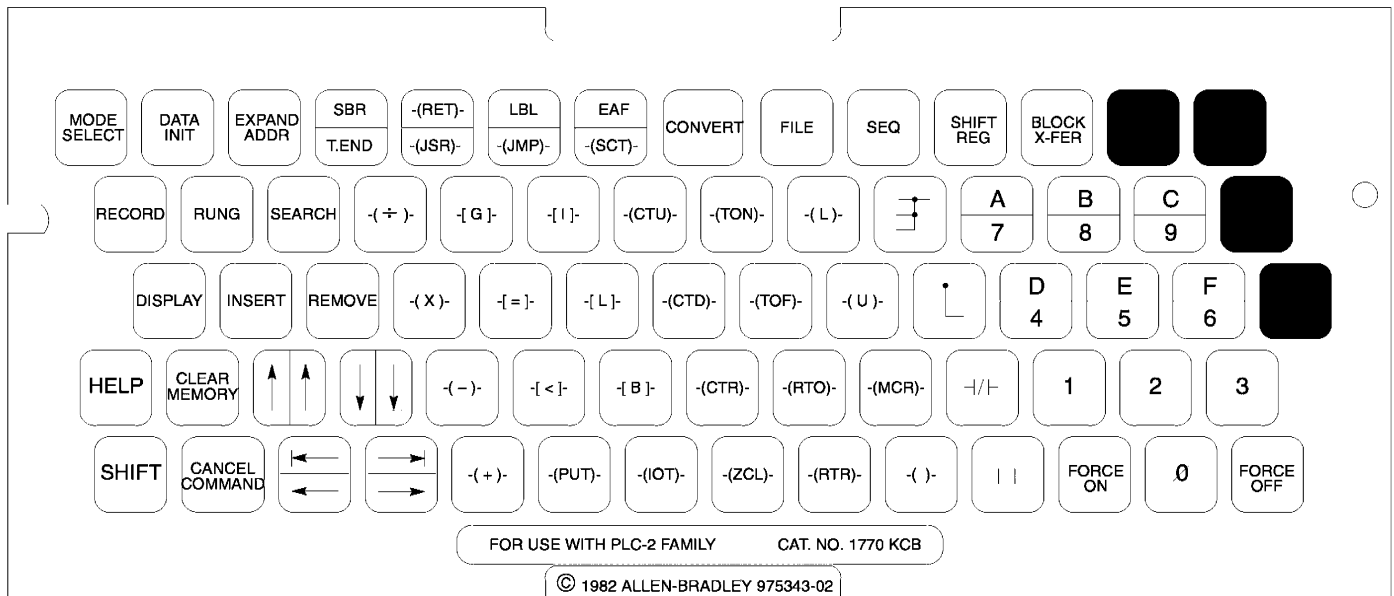 MODE SELECT DATA INIT EXPAND ADDR SBR T.END -(RET)- -(JSR)- LBL -(JMP)- EAF -(SCT)- CONVERT FILE SEQ SHIFT REG BLOCK X-FER
RECORD RUNG SEARCH -( ÷ )- -[ G ]- -[ I ]- -(CTU)- -(TON)- -( L )- A 7 B 8 C 9
DISPLAY INSERT REMOVE -( X )- -[ = ]- -[ L ]- -(CTD)- -(TOF)- -( U )- D 4 E 5 F 6
HELP CLEAR MEMORY -( − )- -[ < ]- -[ B ]- -(CTR)- -(RTO)- -(MCR)- ⊣/⊢ 1 2 3
SHIFT CANCEL COMMAND -( + )- -(PUT)- -(IOT)- -(ZCL)- -(RTR)- -( )- | | FORCE ON 0 FORCE OFF
FOR USE WITH PLC-2 FAMILY CAT. NO. 1770 KCB
© 1982 ALLEN-BRADLEY 975343-02